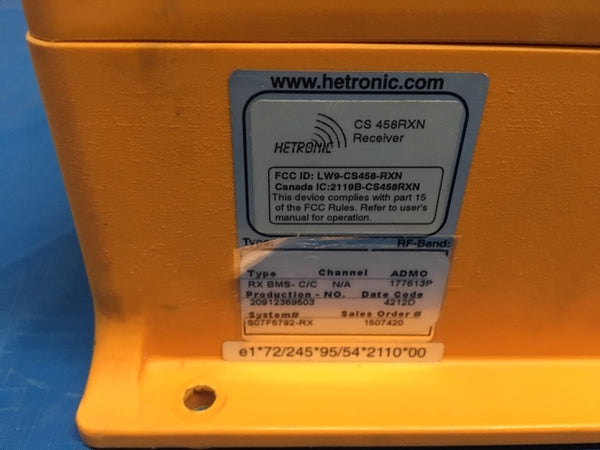 www.hetronic.com
HETRONIC
CS 458RXN
Receiver
FCC ID: LW9-CS458-RXN
Canada IC:2119B-CS458RXN
This device complies with part 15
of the FCC Rules. Refer to user's
manual for operation.
Type: RF-Band:
Type Channel ADMO
RX BMS- C/C N/A 177613P
Production - NO. Date Code
20912369603 4212D
System# Sales Order #
S07F6792-RX 1507420
e1*72/245*95/54*2110*00